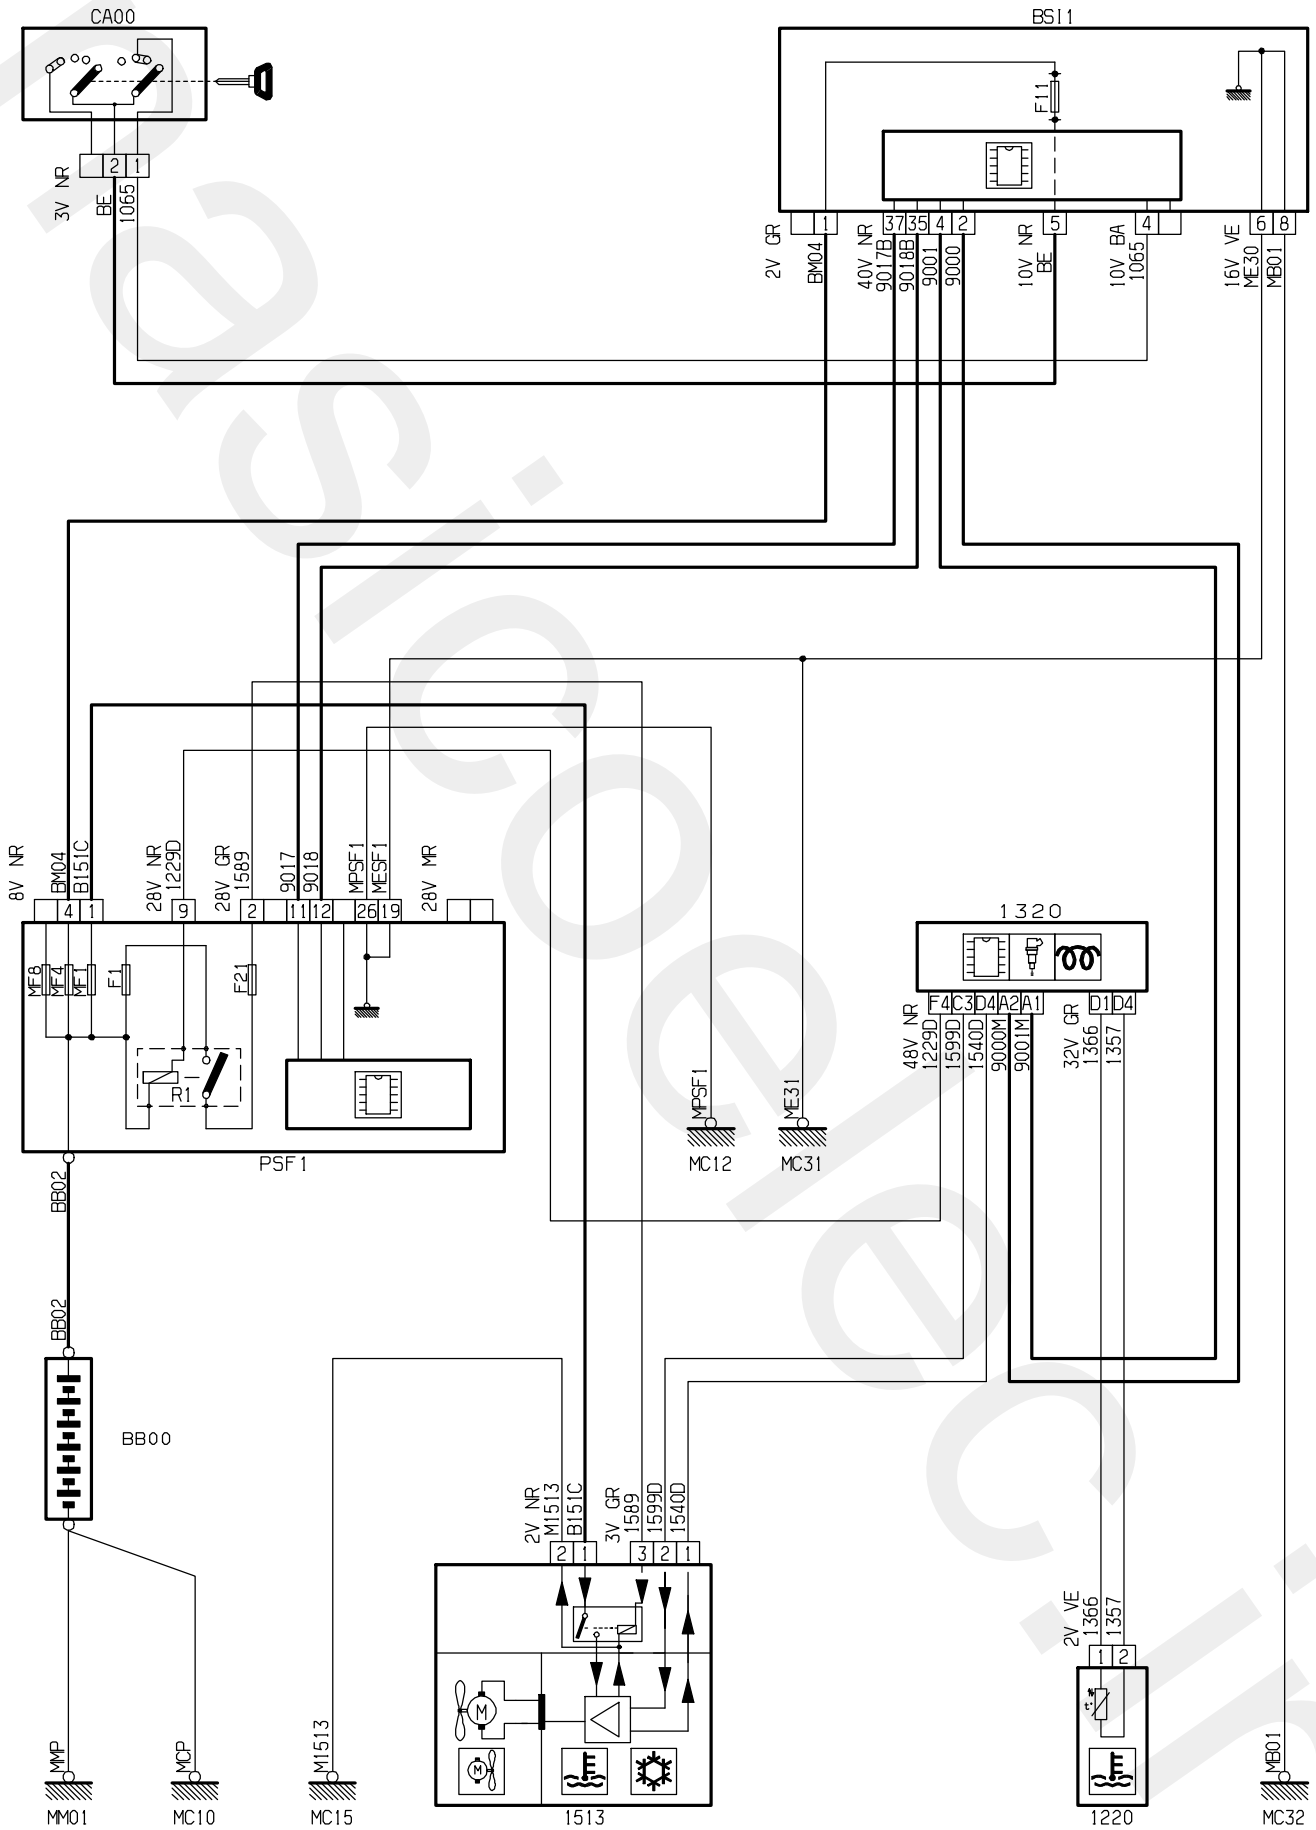 CA00
BSI1
F11
2 1
3V NR
BE
1065
1 37 35 4 2 5 4 6 8
2V GR
BM04
40V NR
9017B
9018B
9001
9000
10V NR
BE
10V BA
1065
16V VE
ME30
MB01
8V NR
BM04
B151C
28V NR
1229D
28V GR
1589
9017
9018
MPSF1
MESF1
28V MR
4 1 9 2 11 12 26 19
MF8
MF4
MF1
F1
F21
R1
PSF1
1320
F4 C3 D4 A2 A1 D1 D4
48V NR
1229D
1599D
1540D
9000M
9001M
32V GR
1366
1357
MPSF1
MC12
ME31
MC31
BB02
BB02
BB00
2V NR
M1513
B151C
3V GR
1589
1599D
1540D
2 1 3 2 1
M
M
1513
2V VE
1366
1357
1 2
t°
1220
MMP
MM01
MCP
MC10
M1513
MC15
MB01
MC32
nasicoelec.ir